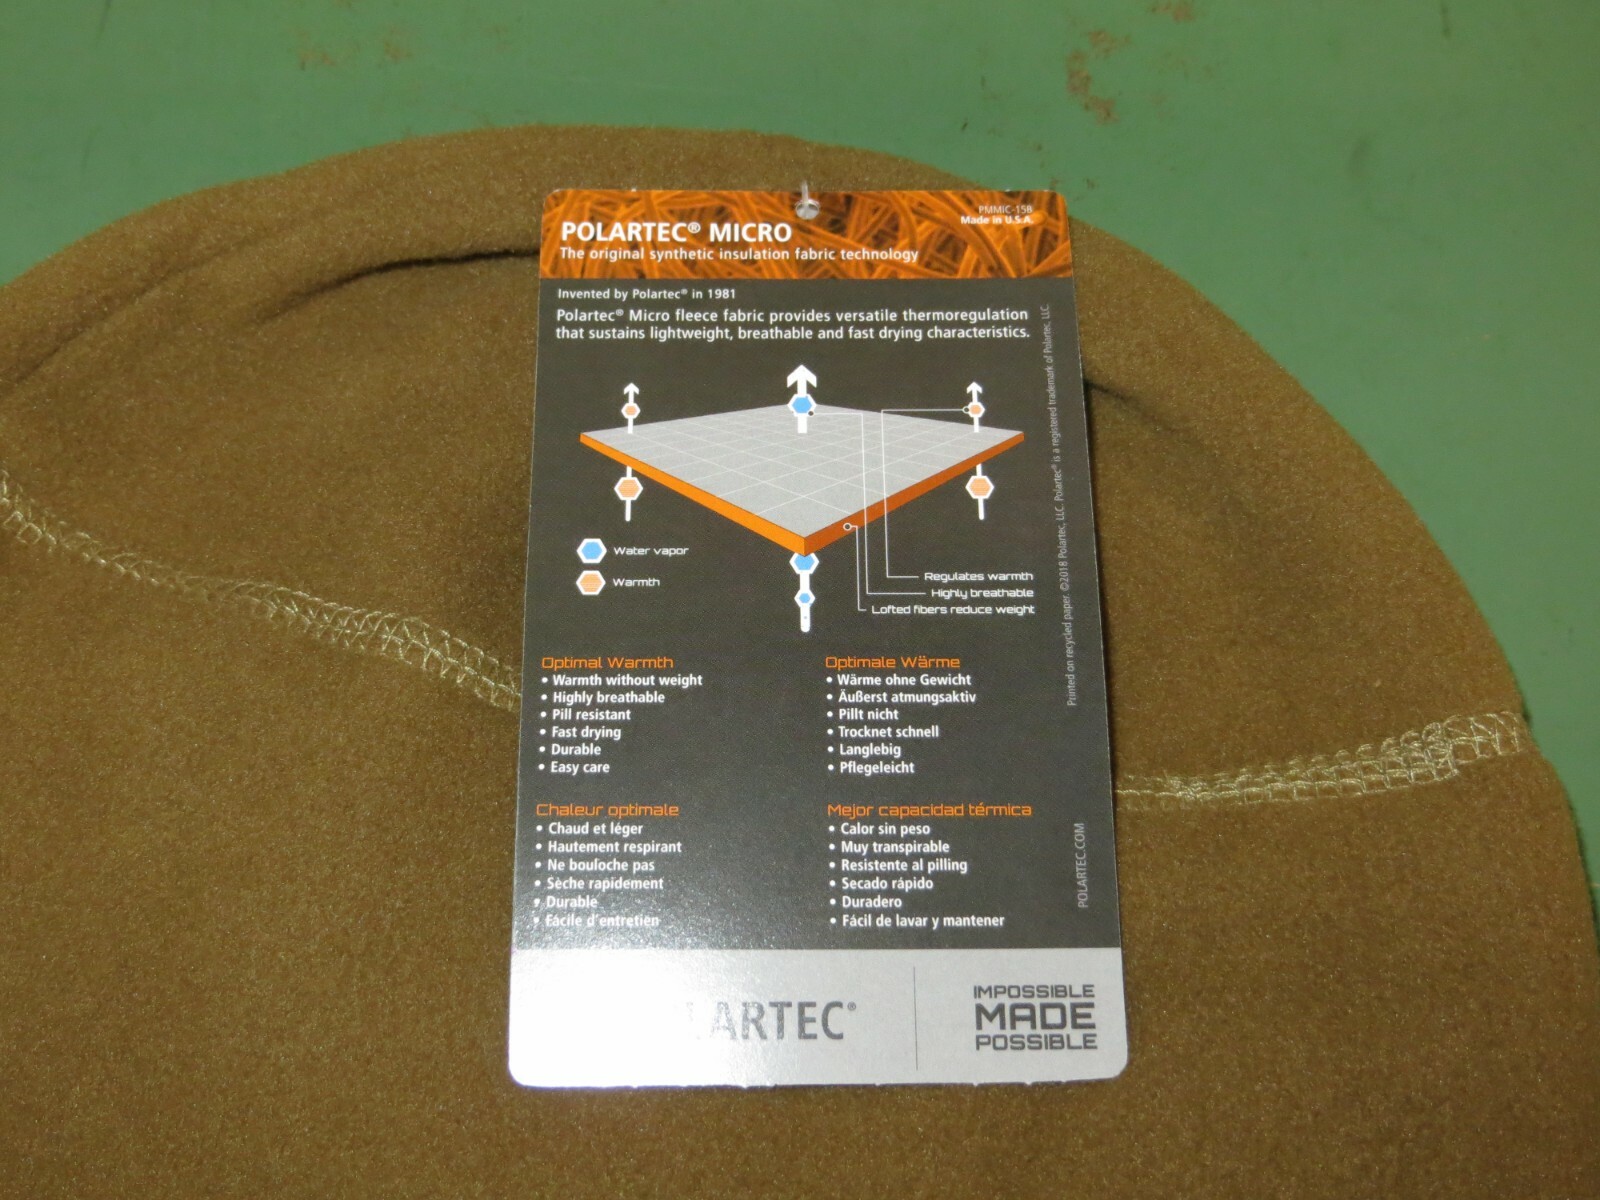 PMMIC-158
Made in U.S.A.
POLARTEC® MICRO
The original synthetic insulation fabric technology
Invented by Polartec® in 1981
Polartec® Micro fleece fabric provides versatile thermoregulation
that sustains lightweight, breathable and fast drying characteristics.
Water vapor
Warmth
Regulates warmth
Highly breathable
Lofted fibers reduce weight
Printed on recycled paper. ©2018 Polartec, LLC. Polartec® is a registered trademark of Polartec, LLC.
Optimal Warmth
• Warmth without weight
• Highly breathable
• Pill resistant
• Fast drying
• Durable
• Easy care
Optimale Wärme
• Wärme ohne Gewicht
• Äußerst atmungsaktiv
• Pillt nicht
• Trocknet schnell
• Langlebig
• Pflegeleicht
Chaleur optimale
• Chaud et léger
• Hautement respirant
• Ne bouloche pas
• Sèche rapidement
• Durable
• Facile d'entretien
Mejor capacidad térmica
• Calor sin peso
• Muy transpirable
• Resistente al pilling
• Secado rápido
• Duradero
• Fácil de lavar y mantener
POLARTEC.COM
LARTEC®
IMPOSSIBLE
MADE
POSSIBLE